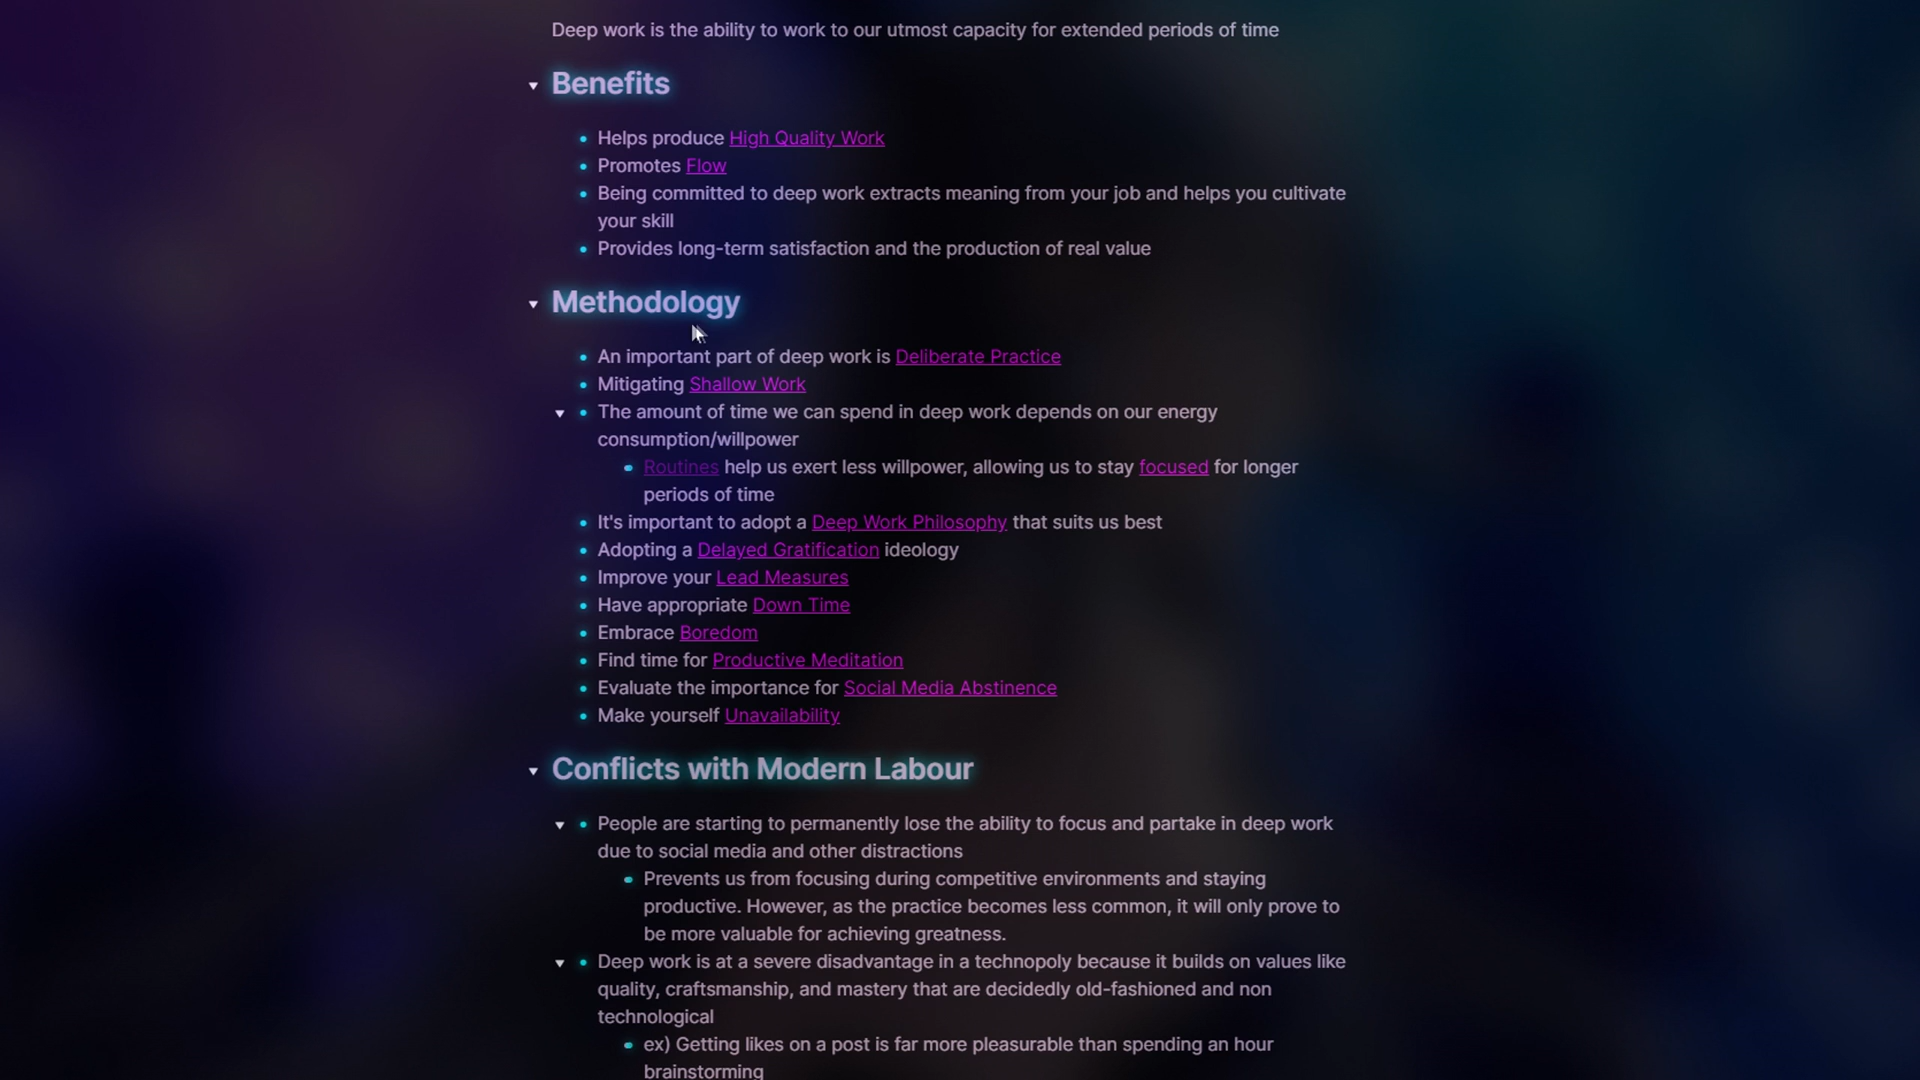 Deep work is the ability to work to our utmost capacity for extended periods of time
Benefits
Helps produce High Quality Work
Promotes Flow
Being committed to deep work extracts meaning from your job and helps you cultivate
your skill
Provides long-term satisfaction and the production of real value
Methodology
An important part of deep work is Deliberate Practice
Mitigating Shallow Work
The amount of time we can spend in deep work depends on our energy
consumption/willpower
Routines help us exert less willpower, allowing us to stay focused for longer
periods of time
It's important to adopt a Deep Work Philosophy that suits us best
Adopting a Delayed Gratification ideology
Improve your Lead Measures
Have appropriate Down Time
Embrace Boredom
Find time for Productive Meditation
Evaluate the importance for Social Media Abstinence
Make yourself Unavailability
Conflicts with Modern Labour
People are starting to permanently lose the ability to focus and partake in deep work
due to social media and other distractions
Prevents us from focusing during competitive environments and staying
productive. However, as the practice becomes less common, it will only prove to
be more valuable for achieving greatness.
Deep work is at a severe disadvantage in a technopoly because it builds on values like
quality, craftsmanship, and mastery that are decidedly old-fashioned and non
technological
ex) Getting likes on a post is far more pleasurable than spending an hour
brainstorming